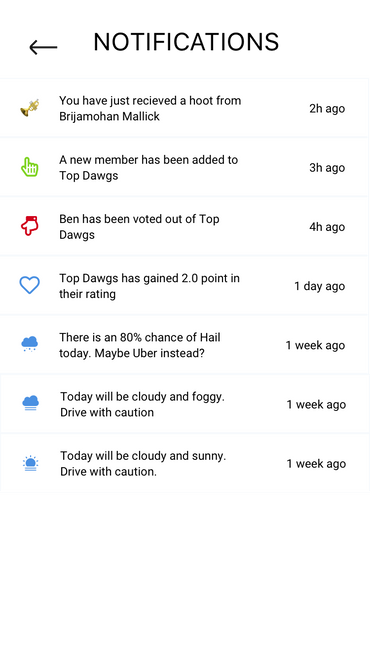 NOTIFICATIONS
You have just recieved a hoot from
Brijamohan Mallick
2h ago
A new member has been added to
Top Dawgs
3h ago
Ben has been voted out of Top
Dawgs
4h ago
Top Dawgs has gained 2.0 point in
their rating
1 day ago
There is an 80% chance of Hail
today. Maybe Uber instead?
1 week ago
Today will be cloudy and foggy.
Drive with caution
1 week ago
Today will be cloudy and sunny.
Drive with caution.
1 week ago